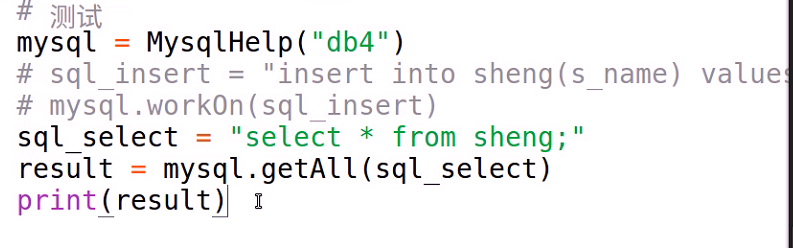 # 测试
mysql = MysqlHelp("db4")
# sql_insert = "insert into sheng(s_name) values
# mysql.workOn(sql_insert)
sql_select = "select * from sheng;"
result = mysql.getAll(sql_select)
print(result)